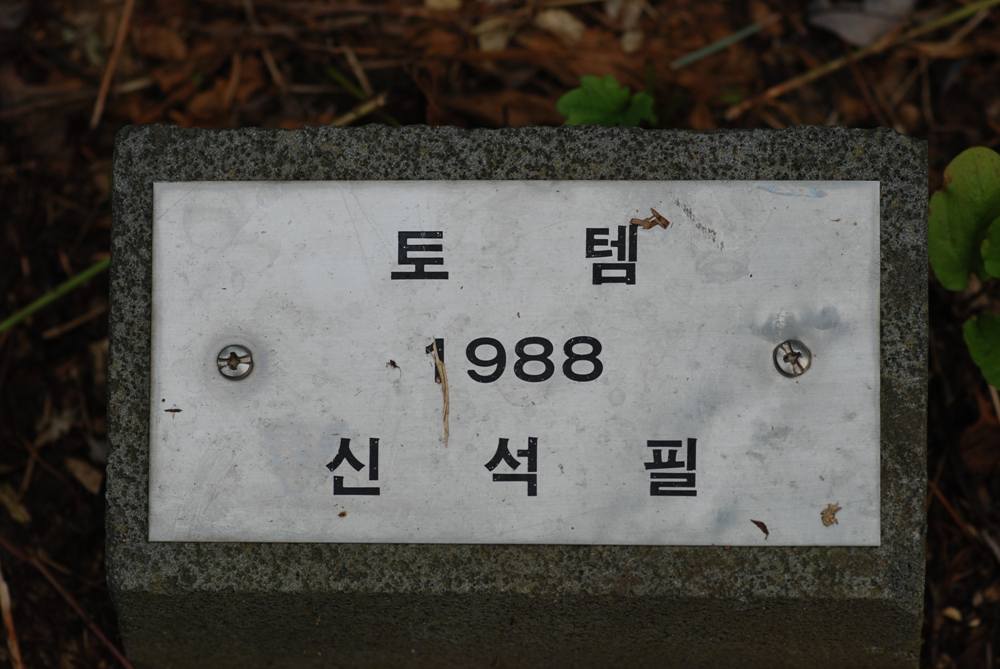 토 템
1988
신 석 필